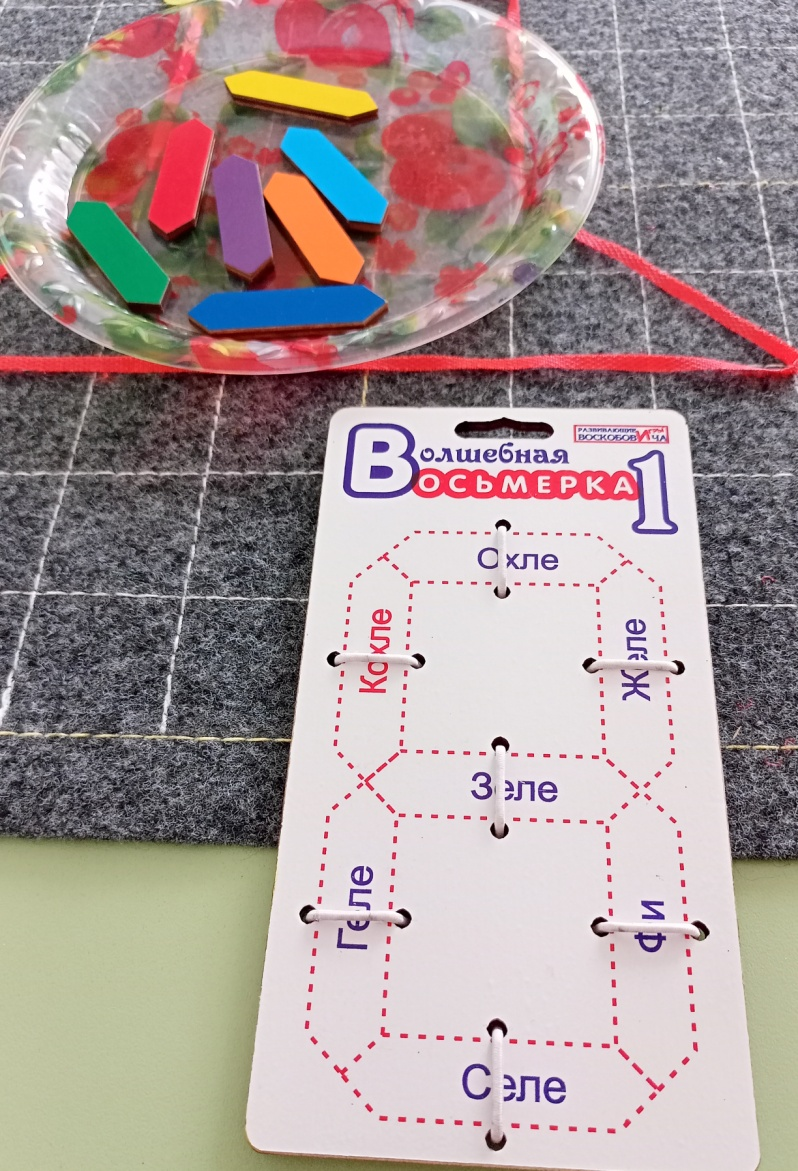 РАЗВИВАЮЩИЕ ИГРЫ
ВОСКОБОВИЧА
Волшебная
ВОСЬМЕРКА 1
Охле
Кохле
Желе
Зеле
Геле
Фи
Селе